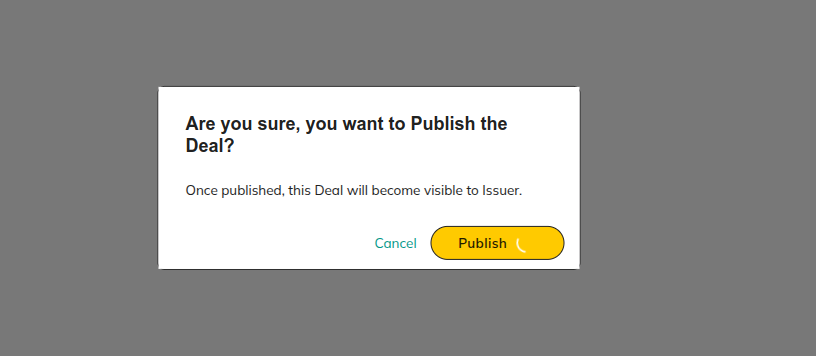 Are you sure, you want to Publish the
Deal?
Once published, this Deal will become visible to Issuer.
Cancel Publish